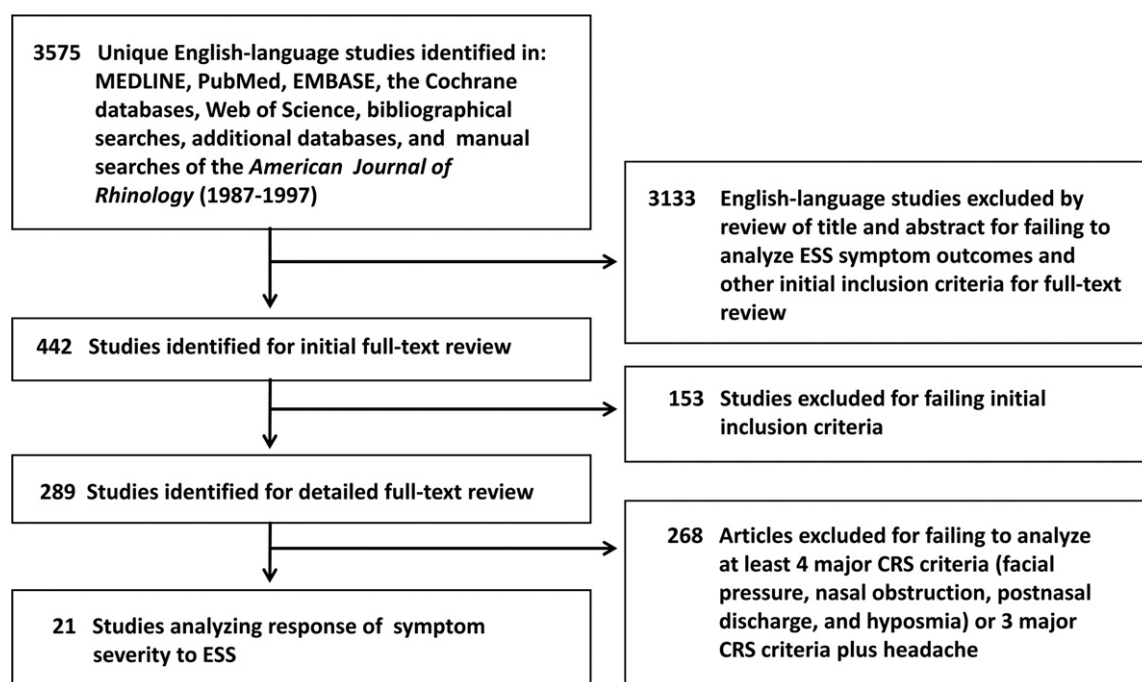 3575 Unique English-language studies identified in:
MEDLINE, PubMed, EMBASE, the Cochrane
databases, Web of Science, bibliographical
searches, additional databases, and manual
searches of the American Journal of
Rhinology (1987-1997)
3133 English-language studies excluded by
review of title and abstract for failing to
analyze ESS symptom outcomes and
other initial inclusion criteria for full-text
review
442 Studies identified for initial full-text review
153 Studies excluded for failing initial
inclusion criteria
289 Studies identified for detailed full-text review
268 Articles excluded for failing to analyze
at least 4 major CRS criteria (facial
pressure, nasal obstruction, postnasal
discharge, and hyposmia) or 3 major
CRS criteria plus headache
21 Studies analyzing response of symptom
severity to ESS